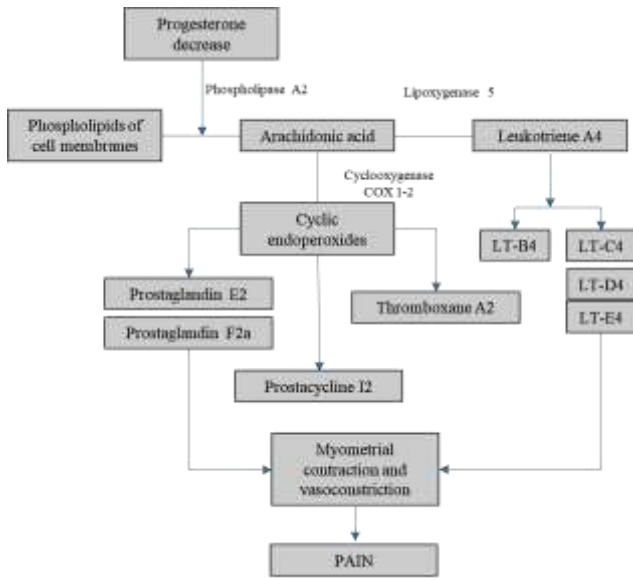 Progesterone
decrease
Phospholipase A2
Lipoxygenase 5
Phospholipids of
cell membranes
Arachidonic acid
Leukotriene A4
Cyclooxygenase
COX 1-2
Cyclic
endoperoxides
LT-B4
LT-C4
LT-D4
LT-E4
Prostaglandin E2
Thromboxane A2
Prostaglandin F2a
Prostacycline I2
Myometrial
contraction and
vasoconstriction
PAIN